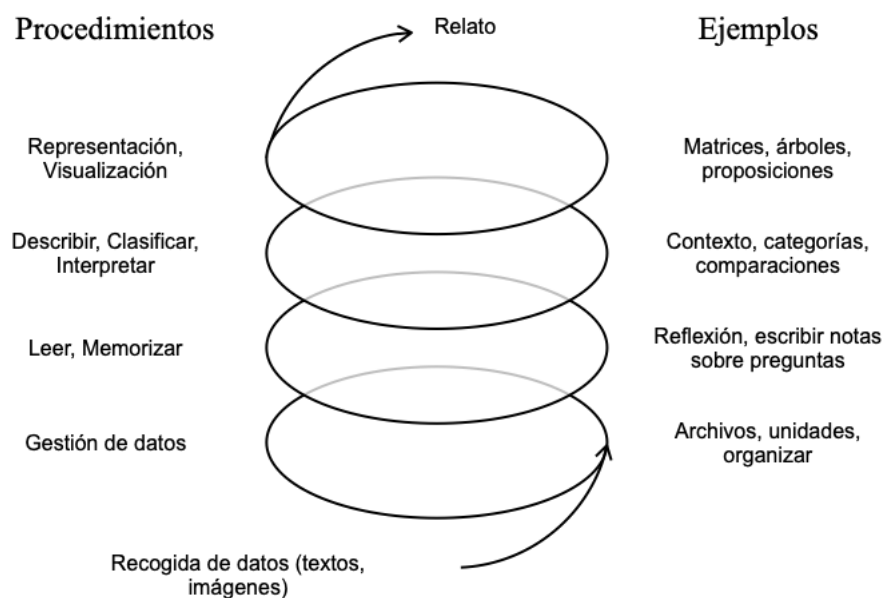 Procedimientos
Relato
Ejemplos
Representación,
Visualización
Matrices, árboles,
proposiciones
Describir, Clasificar,
Interpretar
Contexto, categorías,
comparaciones
Leer, Memorizar
Reflexión, escribir notas
sobre preguntas
Gestión de datos
Archivos, unidades,
organizar
Recogida de datos (textos,
imágenes)